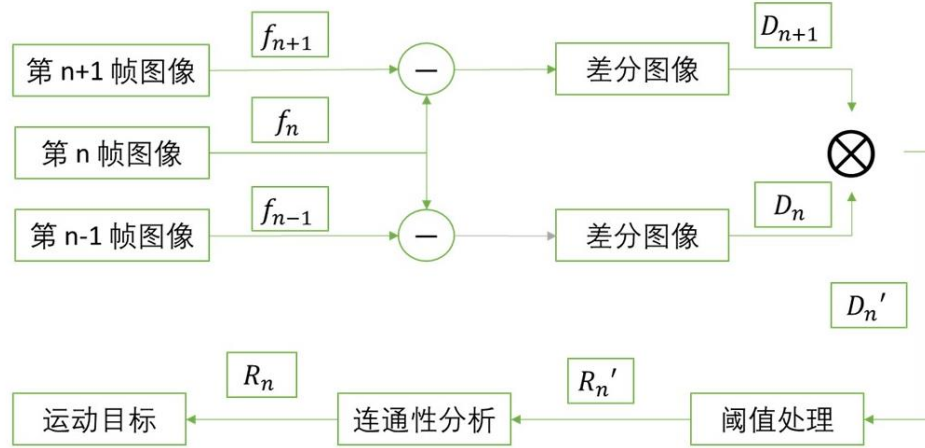 f_{n+1}
D_{n+1}
第 n+1 帧图像
−
差分图像
f_n
第 n 帧图像
⊗
f_{n-1}
D_n
第 n-1 帧图像
−
差分图像
D_n′
R_n
R_n′
运动目标
连通性分析
阈值处理